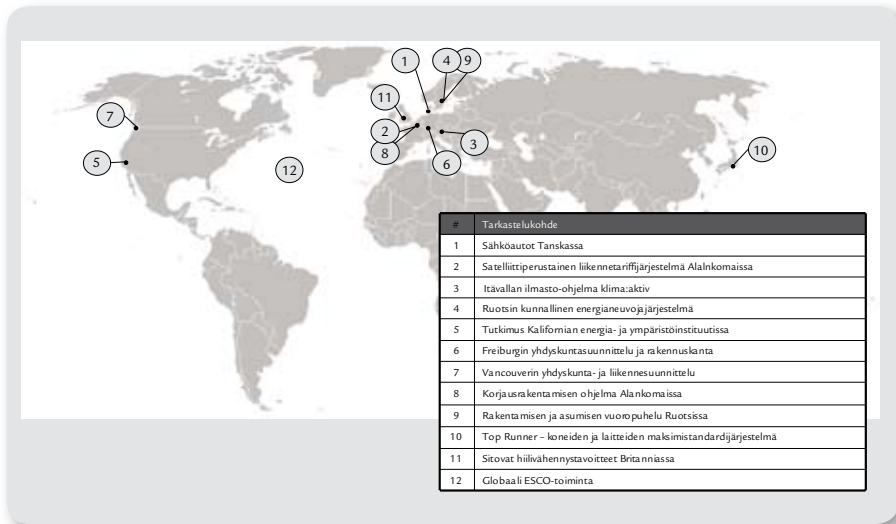 1
4
9
11
7
2
3
10
8
5
6
12
# Tarkastelukohde
1 Sähköautot Tanskassa
2 Satelliittiperustainen liikennetariffijärjestelmä Alalnkomaissa
3 Itävallan ilmasto-ohjelma klima:aktiv
4 Ruotsin kunnallinen energianeuvojajärjestelmä
5 Tutkimus Kalifornian energia- ja ympäristöinstituutissa
6 Freiburgin yhdyskuntasuunnittelu ja rakennuskanta
7 Vancouverin yhdyskunta- ja liikennesuunnittelu
8 Korjausrakentamisen ohjelma Alankomaissa
9 Rakentamisen ja asumisen vuoropuhelu Ruotsissa
10 Top Runner – koneiden ja laitteiden maksimistandardijärjestelmä
11 Sitovat hiilivähennystavoitteet Britanniassa
12 Globaali ESCO-toiminta